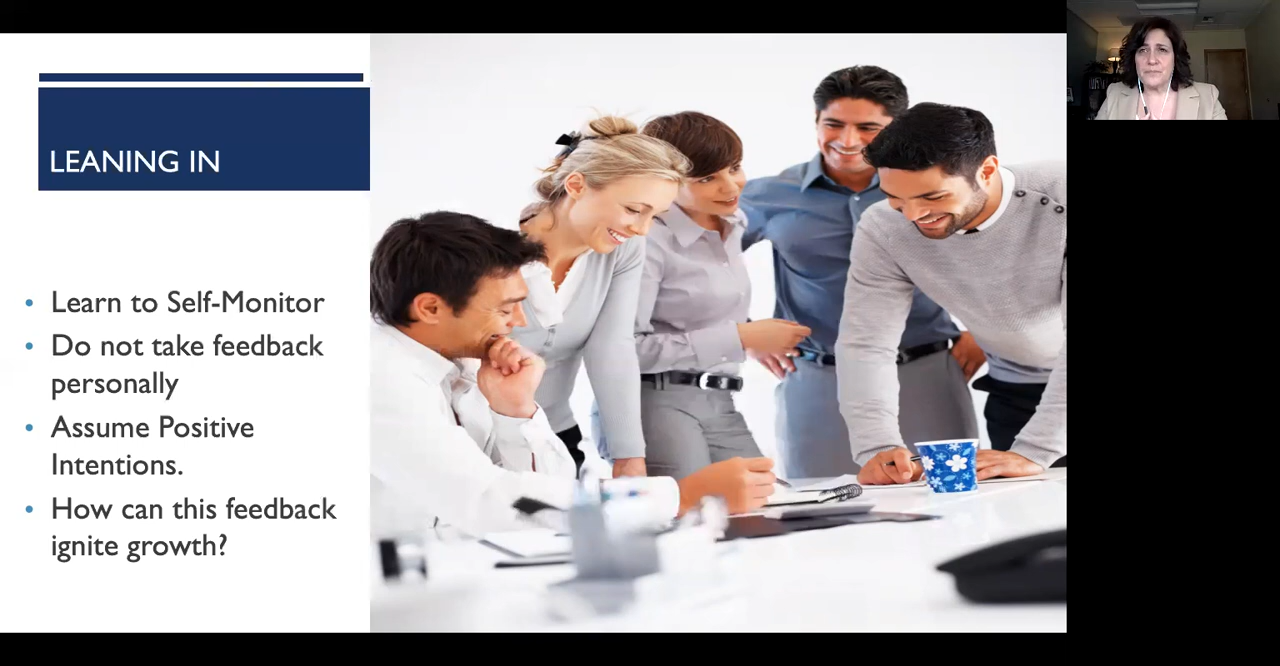 LEANING IN
• Learn to Self-Monitor
• Do not take feedback
personally
• Assume Positive
Intentions.
• How can this feedback
ignite growth?